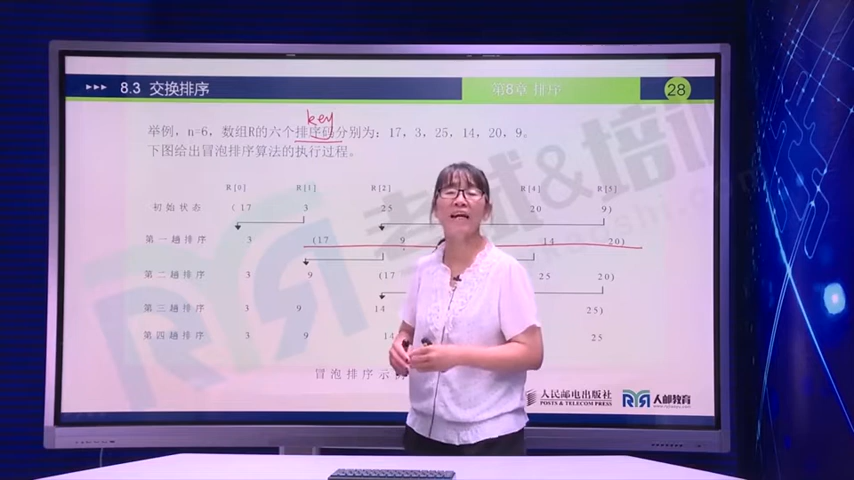 8.3 交换排序
第8章 排序
28
key
举例，n=6，数组R的六个排序码分别为：17，3，25，14，20，9。
下图给出冒泡排序算法的执行过程。
R[0] R[1] R[2] R[4] R[5]
初始状态 (17 3 25 20 9)
第一趟排序 3 (17 9 14 20)
第二趟排序 3 9 (17 25 20)
第三趟排序 3 9 14 25)
第四趟排序 3 9 14 25
冒泡排序示例
人民邮电出版社
POSTS & TELECOM PRESS
人邮教育
考试&培训